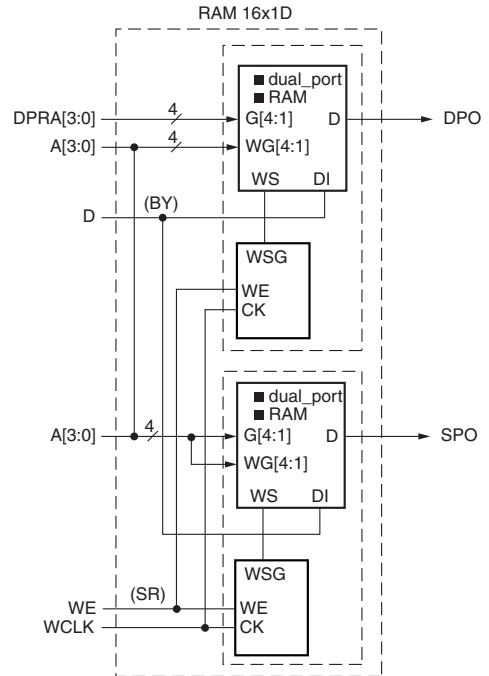 RAM 16x1D
dual_port
RAM
DPRA[3:0] 4 G[4:1] D DPO
A[3:0] 4 WG[4:1]
WS DI
D (BY)
WSG
WE
CK
dual_port
RAM
A[3:0] 4 G[4:1] D SPO
WG[4:1]
WS DI
WSG
WE (SR) WE
WCLK CK